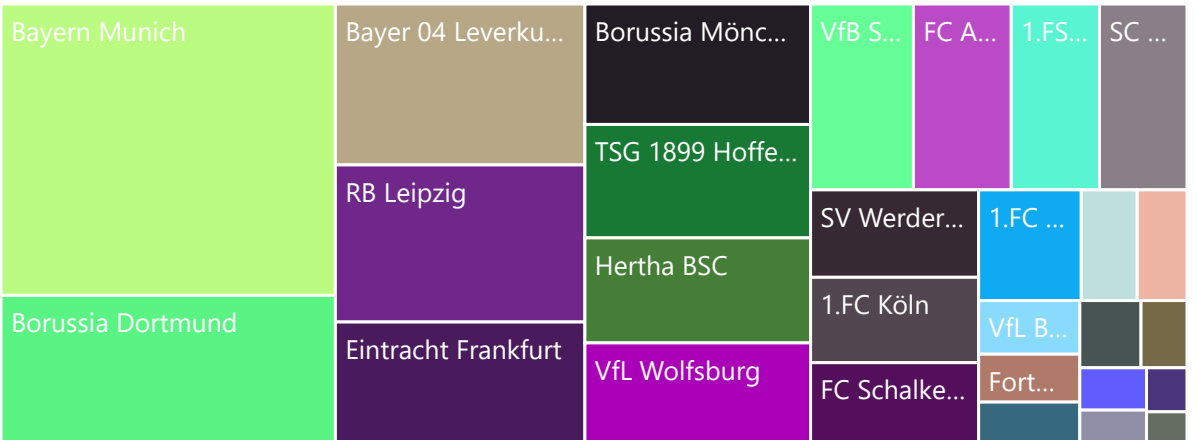 Bayern Munich
Borussia Dortmund
Bayer 04 Leverku...
RB Leipzig
Eintracht Frankfurt
Borussia Mönc...
TSG 1899 Hoffe...
Hertha BSC
VfL Wolfsburg
VfB S...
FC A...
1.FS...
SC ...
SV Werder...
1.FC Köln
FC Schalke...
1.FC ...
VfL B...
Fort...